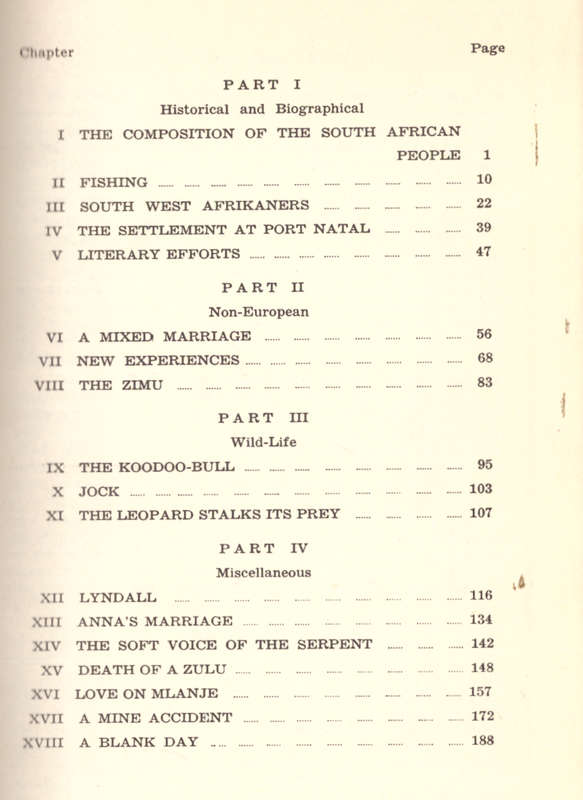 Chapter Page
PART I
Historical and Biographical
I THE COMPOSITION OF THE SOUTH AFRICAN
PEOPLE 1
II FISHING 10
III SOUTH WEST AFRIKANERS 22
IV THE SETTLEMENT AT PORT NATAL 39
V LITERARY EFFORTS 47
PART II
Non-European
VI A MIXED MARRIAGE 56
VII NEW EXPERIENCES 68
VIII THE ZIMU 83
PART III
Wild-Life
IX THE KOODOO-BULL 95
X JOCK 103
XI THE LEOPARD STALKS ITS PREY 107
PART IV
Miscellaneous
XII LYNDALL 116
XIII ANNA'S MARRIAGE 134
XIV THE SOFT VOICE OF THE SERPENT 142
XV DEATH OF A ZULU 148
XVI LOVE ON MLANJE 157
XVII A MINE ACCIDENT 172
XVIII A BLANK DAY 188